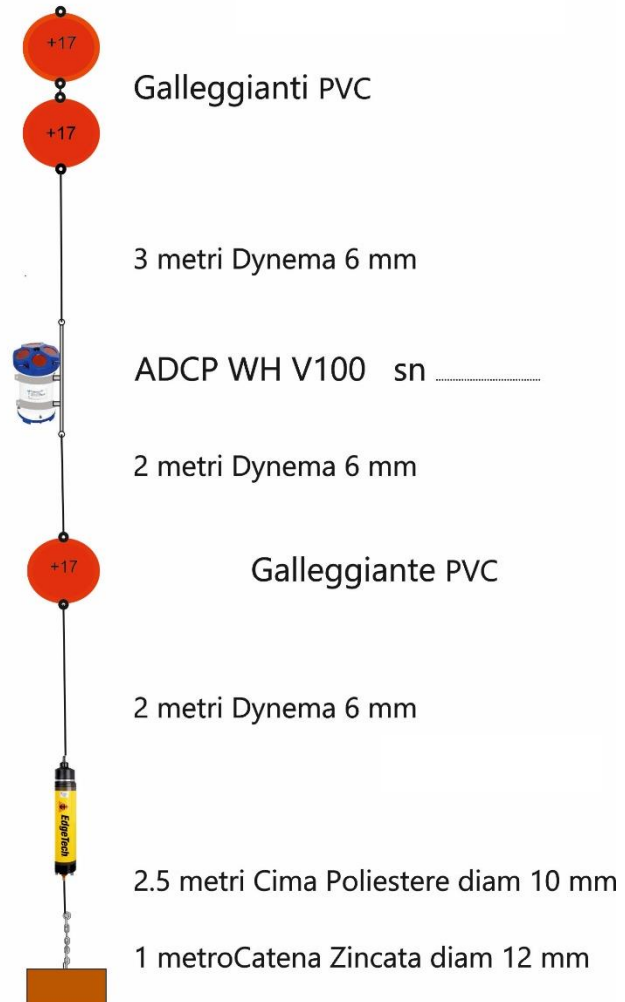 +17
Galleggianti PVC
+17
3 metri Dynema 6 mm
ADCP WH V100 sn ........................
2 metri Dynema 6 mm
+17
Galleggiante PVC
2 metri Dynema 6 mm
EdgeTech
2.5 metri Cima Poliestere diam 10 mm
1 metroCatena Zincata diam 12 mm